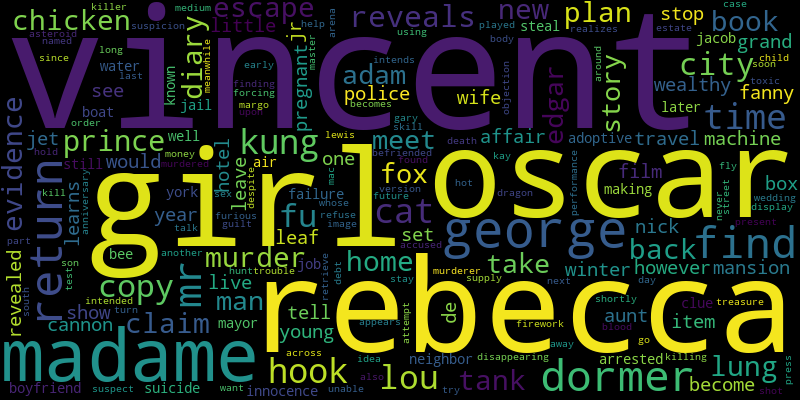 killer
chicken
little
escape
reveals
new
plan
stop
case
using
asteroid
named
suspicion
medium
diary
jr
help
master
played
body
idea
steal
book
jacob
grand
vincent
since
see
water
last
boat
long
known
jail
pregnant
adam
police
wife
objection
edgar
story
city
wealthy
fanny
estate
child
soon
toxic
around
intends
realizes
time
later
order
meanwhile
early
finding
forcing
margo
upon
becomes
gary
skill
evidence
jet
prince
well
kung
meet
affair
adoptive
travel
machine
hold
still
would
money
murdered
hotel
air
one
lewis
befriended
death
found
fox
kay
performance
film
making
fly
box
wedding
display
return
learns
anniversary
york
year
failure
despite
sex
leave
fu
mac
whose
version
refuse
future
image
cat
hot
dragon
oscar
girl
kill
talk
furious
guilt
leaf
set
accused
george
nick
back
find
street
never
present
part
bee
another
murder
hunt
trouble
home
stay
take
winter
however
mansion
revealed
son
test
copy
mr
live
job
debt
retrieve
rebecca
aunt
clue
day
treasure
south
intended
show
turn
man
tell
appears
attempt
de
supply
murderer
next
shortly
item
cannon
claim
mayor
young
across
firework
away
blood
go
madame
hook
lou
tank
neighbor
disappearing
arrested
killing
lung
press
boyfriend
suspect
suicide
want
innocence
also
unable
try
dormer
become
shot